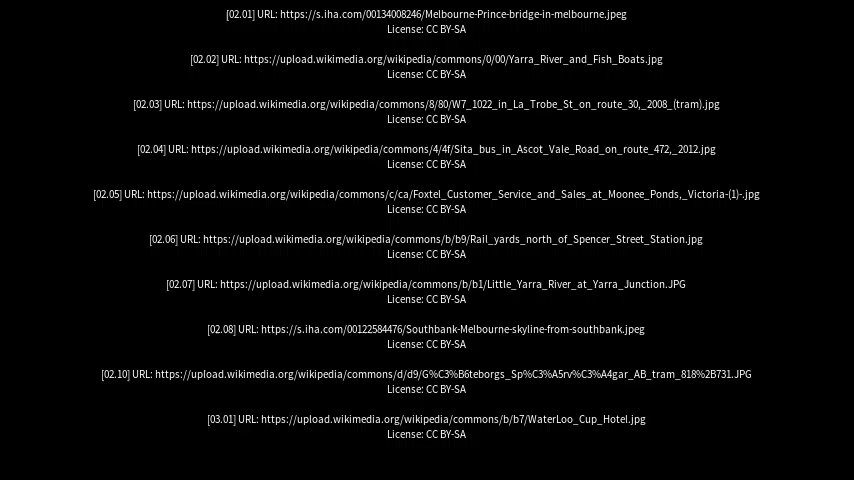 [02.01] URL: https://s.iha.com/00134008246/Melbourne-Prince-bridge-in-melbourne.jpeg
License: CC BY-SA
[02.02] URL: https://upload.wikimedia.org/wikipedia/commons/0/00/Yarra_River_and_Fish_Boats.jpg
License: CC BY-SA
[02.03] URL: https://upload.wikimedia.org/wikipedia/commons/8/80/W7_1022_in_La_Trobe_St_on_route_30,_2008_(tram).jpg
License: CC BY-SA
[02.04] URL: https://upload.wikimedia.org/wikipedia/commons/4/4f/Sita_bus_in_Ascot_Vale_Road_on_route_472,_2012.jpg
License: CC BY-SA
[02.05] URL: https://upload.wikimedia.org/wikipedia/commons/c/ca/Foxtel_Customer_Service_and_Sales_at_Moonee_Ponds,_Victoria-(1)-.jpg
License: CC BY-SA
[02.06] URL: https://upload.wikimedia.org/wikipedia/commons/b/b9/Rail_yards_north_of_Spencer_Street_Station.jpg
License: CC BY-SA
[02.07] URL: https://upload.wikimedia.org/wikipedia/commons/b/b1/Little_Yarra_River_at_Yarra_Junction.JPG
License: CC BY-SA
[02.08] URL: https://s.iha.com/00122584476/Southbank-Melbourne-skyline-from-southbank.jpeg
License: CC BY-SA
[02.10] URL: https://upload.wikimedia.org/wikipedia/commons/d/d9/G%C3%B6teborgs_Sp%C3%A5rv%C3%A4gar_AB_tram_818%2B731.JPG
License: CC BY-SA
[03.01] URL: https://upload.wikimedia.org/wikipedia/commons/b/b7/WaterLoo_Cup_Hotel.jpg
License: CC BY-SA